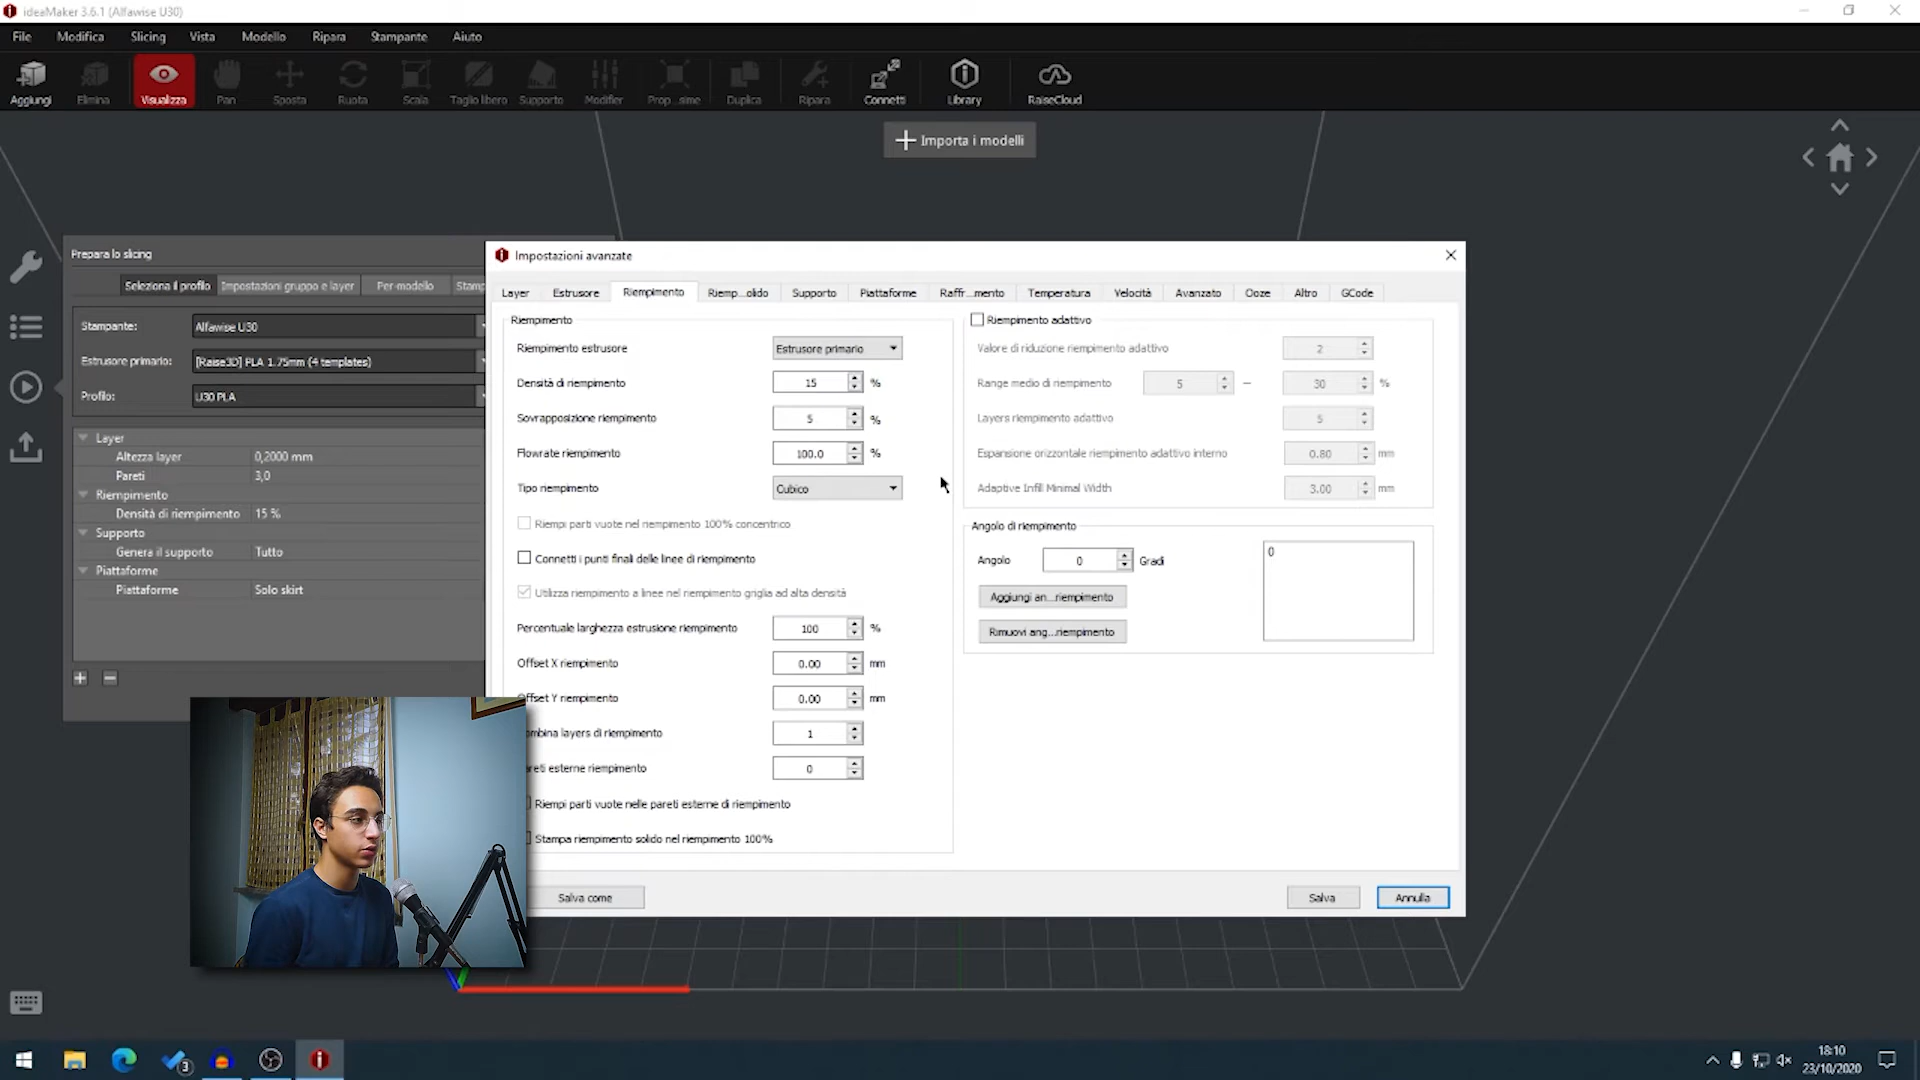 ideaMaker 3.6.1 (Alfawise U30)
File Modifica Slicing Vista Modello Ripara Stampante Aiuto
Aggiungi Elimina Visualizza Pan Sposta Ruota Scala Taglio libero Supporto Modifier Prop...sime Duplica Ripara Connetti Library RaiseCloud
Importa i modelli
Prepara lo slicing
Seleziona il profilo Impostazioni gruppo e layer Per-modello Stamp
Stampante: Alfawise U30
Estrusore primario: [Raise3D] PLA 1.75mm (4 templates)
Profilo: U30 PLA
Layer
Altezza layer 0,2000 mm
Pareti 3,0
Riempimento
Densità di riempimento 15 %
Supporto
Genera il supporto Tutto
Piattaforme
Piattaforme Solo skirt
Impostazioni avanzate
Layer Estrusore Riempimento Riemp...olido Supporto Piattaforme Raffr...mento Temperatura Velocità Avanzato Ooze Altro GCode
Riempimento
Riempimento estrusore Estrusore primario
Densità di riempimento 15 %
Sovrapposizione riempimento 5 %
Flowrate riempimento 100.0 %
Tipo riempimento Cubico
Riempi parti vuote nel riempimento 100% concentrico
Connetti i punti finali delle linee di riempimento
Utilizza riempimento a linee nel riempimento griglia ad alta densità
Percentuale larghezza estrusione riempimento 100 %
Offset X riempimento 0.00 mm
Offset Y riempimento 0.00 mm
ombina layers di riempimento 1
areti esterne riempimento 0
Riempi parti vuote nelle pareti esterne di riempimento
Stampa riempimento solido nel riempimento 100%
Riempimento adattivo
Valore di riduzione riempimento adattivo 2
Range medio di riempimento 5 — 30 %
Layers riempimento adattivo 5
Espansione orizzontale riempimento adattivo interno 0.80 mm
Adaptive Infill Minimal Width 3.00 mm
Angolo di riempimento
Angolo 0 Gradi 0
Aggiungi an...riempimento
Rimuovi ang...riempimento
Salva come Salva Annulla
3
18:10
23/10/2020